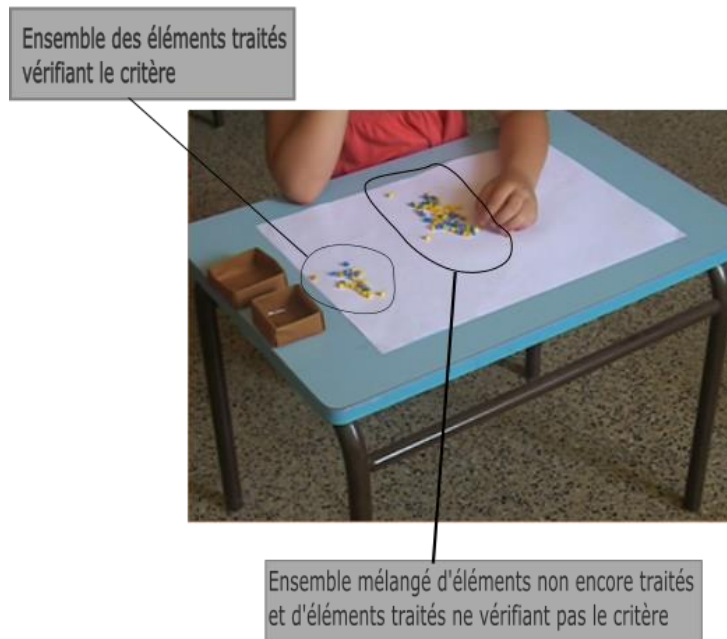 Ensemble des éléments traités
vérifiant le critère
Ensemble mélangé d'éléments non encore traités
et d'éléments traités ne vérifiant pas le critère